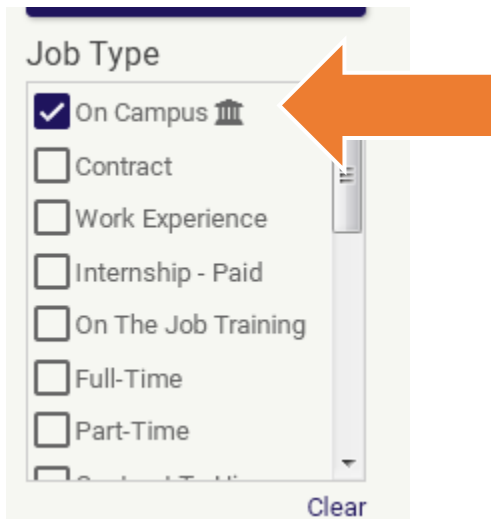 Job Type
On Campus
Contract
Work Experience
Internship - Paid
On The Job Training
Full-Time
Part-Time
Clear